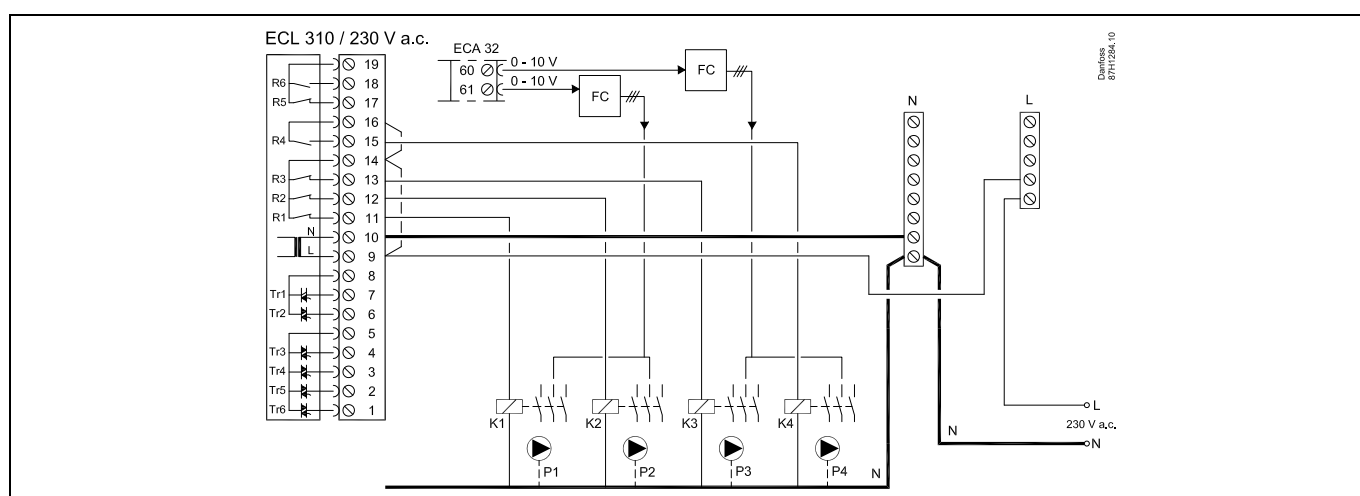 ECL 310 / 230 V a.c.
ECA 32
60 0 - 10 V
61 0 - 10 V
FC
FC
Danfoss
87H1284.10
N
L
19
R6 18
R5 17
16
R4 15
14
R3 13
R2 12
R1 11
N 10
L 9
8
Tr1 7
Tr2 6
5
Tr3 4
Tr4 3
Tr5 2
Tr6 1
K1
K2
K3
K4
P1
P2
P3
P4
N
N
L
230 V a.c.
N